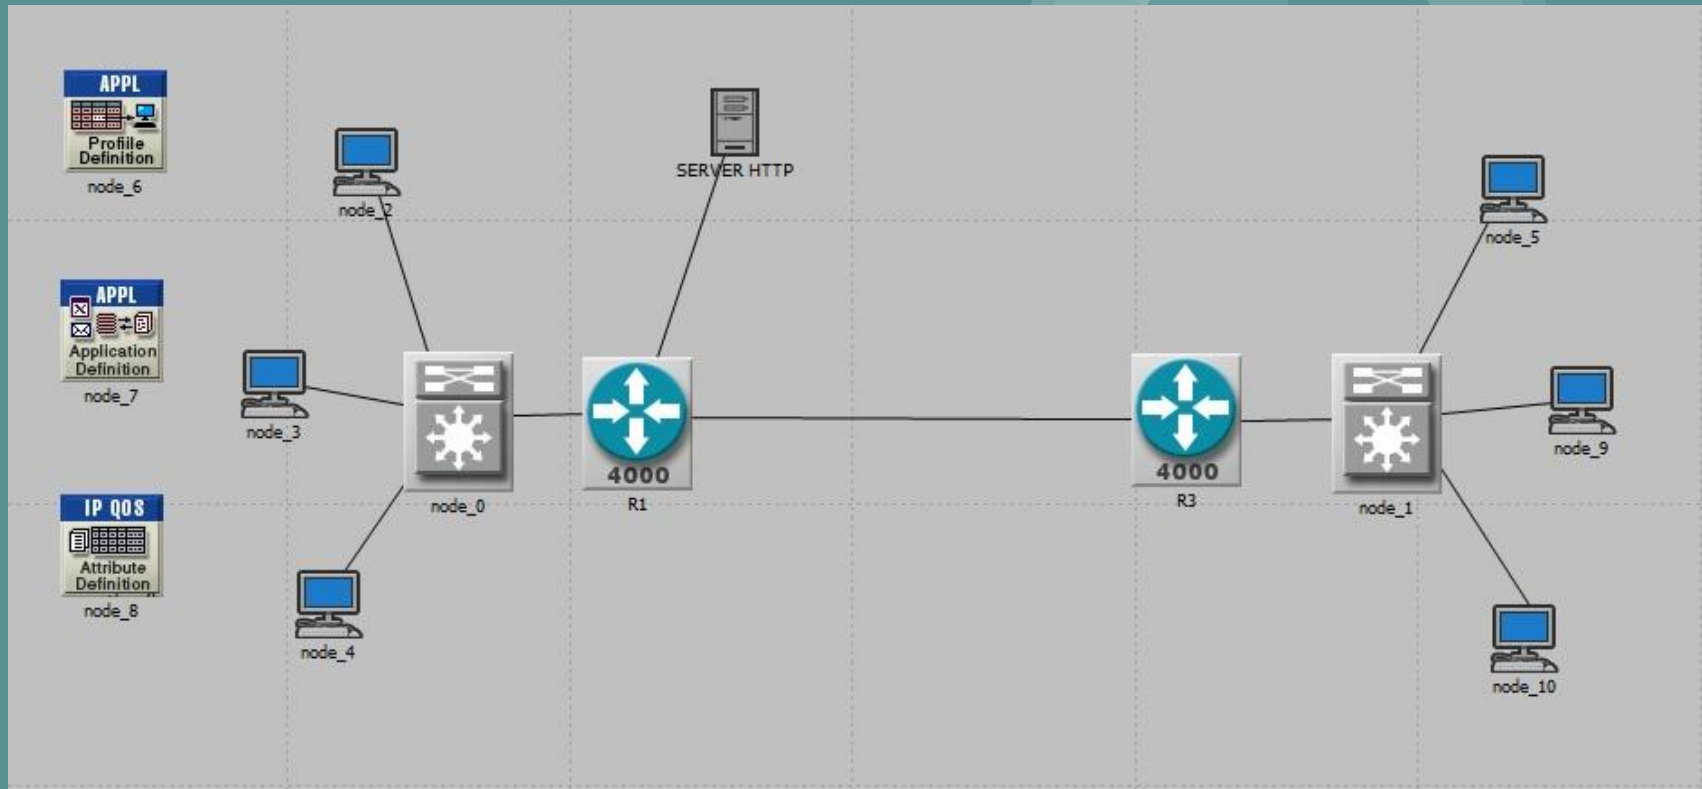 APPL
Profiile
Definition
node_6
node_2
SERVER HTTP
node_5
APPL
Application
Definition
node_7
node_3
node_0
4000
R1
4000
R3
node_1
node_9
IP QOS
Attribute
Definition
node_8
node_4
node_10